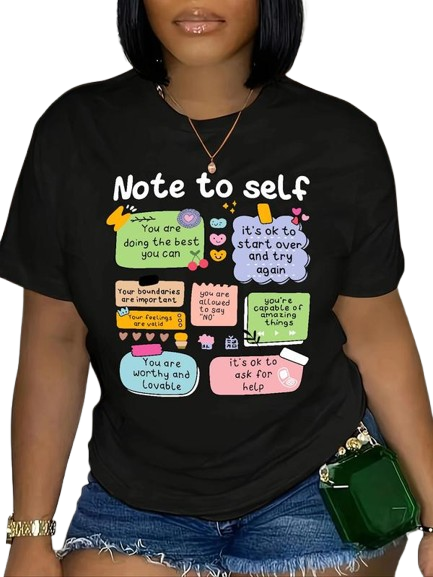 Note to self
You are
doing the best
you can
it's ok to
start over
and try
again
Your boundaries
are important
you are
allowed
to say
"NO"
you're
capable of
amazing
things
Your feelings
are valid
You are
worthy and
lovable
it's ok to
ask for
help